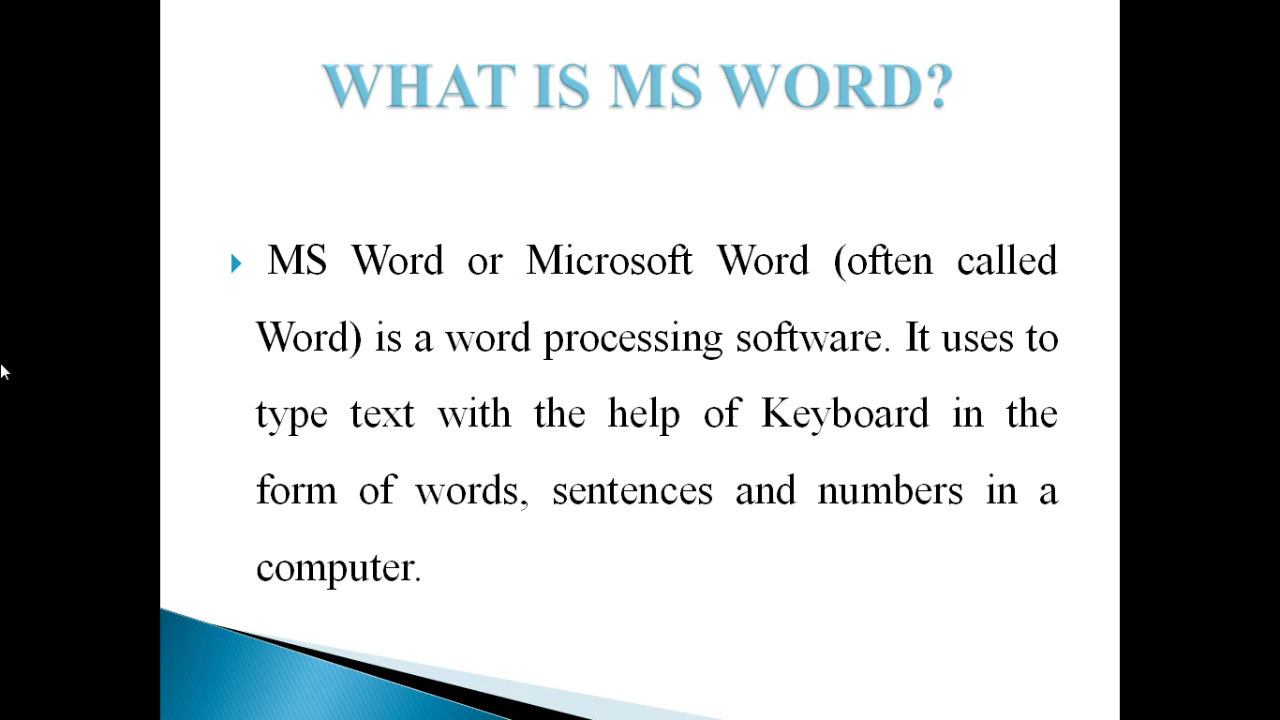 WHAT IS MS WORD?
MS Word or Microsoft Word (often called
Word) is a word processing software. It uses to
type text with the help of Keyboard in the
form of words, sentences and numbers in a
computer.